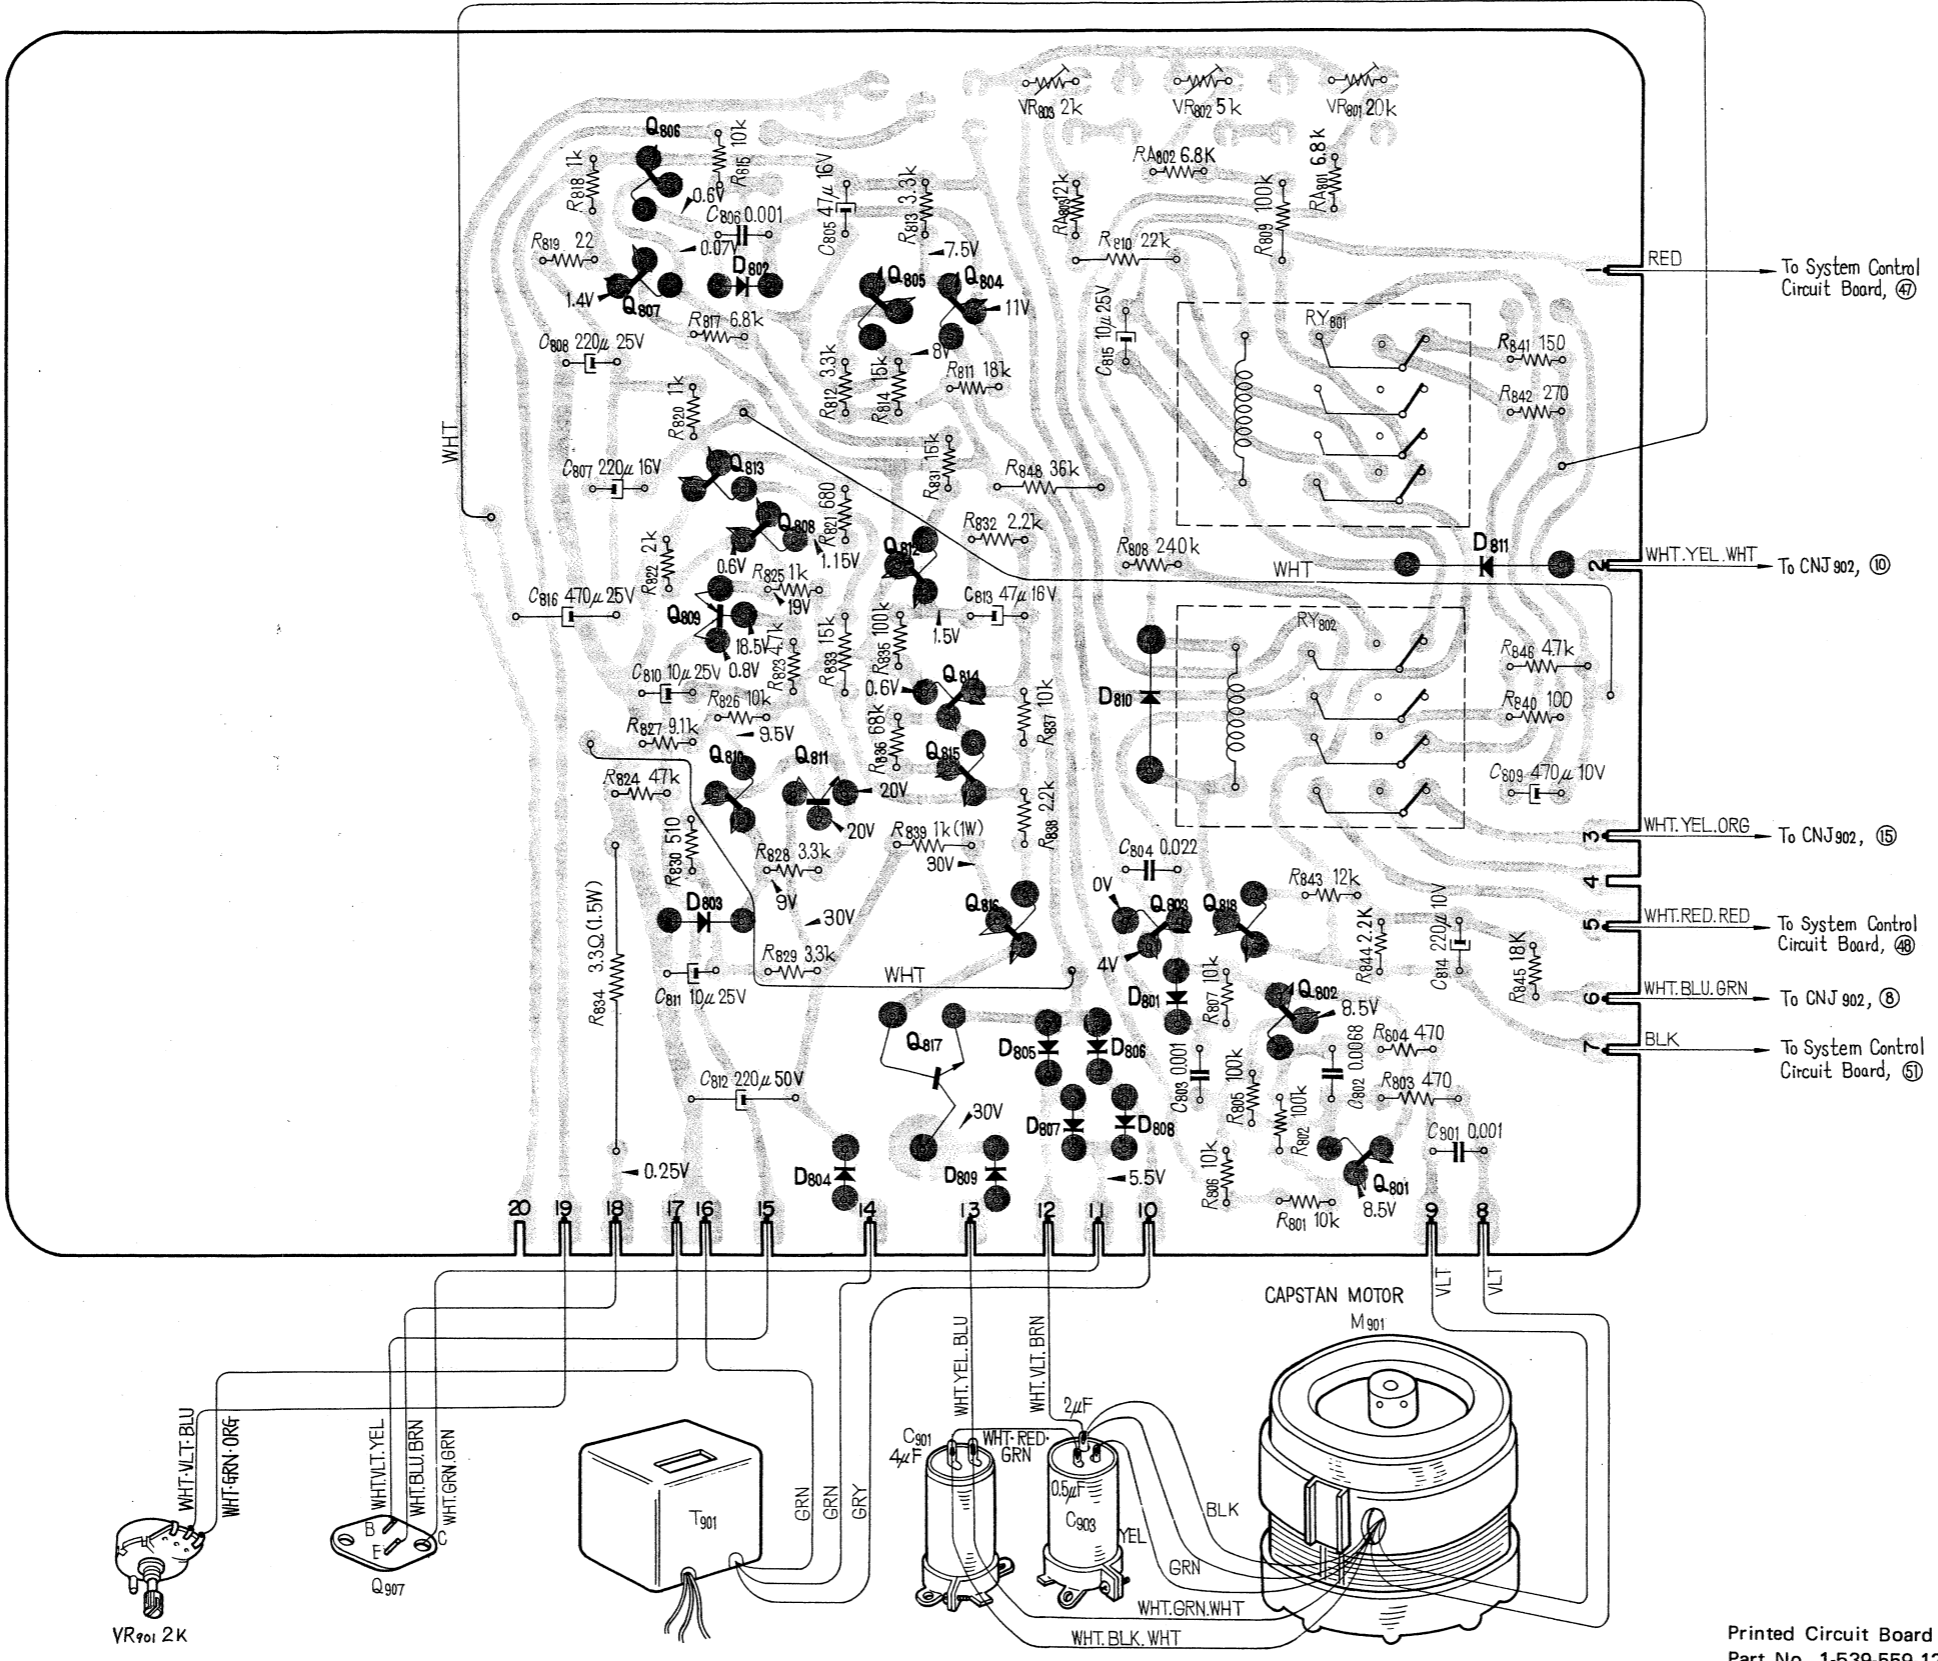 VR803 2k
VR802 5k
VR801 20k
Q806
R818 1k
R815 10k
0.6V
C806 0.001
C805 47μ 16V
R813 3.3k
RA803 12k
RA802 6.8K
RA801 6.8k
R809 100k
R819 22
0.07V
D802
7.5V
R810 22k
RED
To System Control
Circuit Board, ㊼
1
1.4V
Q807
Q805
Q804
11V
R817 6.81k
C815 10μ 25V
RY801
R841 150
C808 220μ 25V
8V
R812 3.3k
R814 15k
R811 18k
R842 270
R820 1k
WHT
C807 220μ 16V
Q813
R821 680
R831
R848 36k
Q808
R832 2.2k
R822 2k
0.6V
1.15V
Q812
R808 240k
D811
2
WHT.YEL.WHT
To CNJ902, ⑩
R825 1k
19V
WHT
C816 470μ 25V
Q809
18.5V
0.8V
R823 4.7k
R833 15k
R835 100k
1.5V
C813 47μ 16V
RY802
R846 4.7k
C810 10μ 25V
R826 10k
0.6V
Q814
R837 10k
D810
R840 100
R827 9.1k
9.5V
R836 68k
Q815
Q810
Q811
20V
R824 47k
20V
R838 2.2k
C809 470μ 10V
R830 510
R839 1k (1W)
30V
3
WHT.YEL.ORG
To CNJ902, ⑮
R828 3.3k
9V
C804 0.022
4
R834 3.3Ω (1.5W)
D803
30V
Q816
0V
Q803
Q818
R843 12k
R844 2.2K
C814 220μ 10V
5
WHT.RED.RED
To System Control
Circuit Board, ㊽
R829 3.3k
WHT
4V
R845 18K
C811 10μ 25V
D801
R807 10k
Q802
8.5V
6
WHT.BLU.GRN
To CNJ902, ⑧
Q817
D805
D806
R804 470
7
BLK
To System Control
Circuit Board, 51
C812 220μ 50V
C803 0.001
R805 100k
C802 0.0068
R803 470
30V
D807
D808
R802 100k
C801 0.001
0.25V
D804
D809
5.5V
R806 10k
Q801
8.5V
R801 10k
20 19 18 17 16 15 14 13 12 11 10 9 8
VLT
VLT
CAPSTAN MOTOR
M901
WHT.YEL.BLU
WHT.VLT.BRN
WHT·VLT·BLU
WHT·GRN·ORG
WHT.VLT.YEL
WHT.BLU.BRN
WHT.GRN.GRN
GRN
GRN
GRY
C901
4μF
WHT·RED·
GRN
2μF
0.5μF
C903
BLK
YEL
GRN
T901
B
E
C
Q907
WHT.GRN.WHT
WHT.BLK.WHT
VR901 2K
Printed Circuit Board